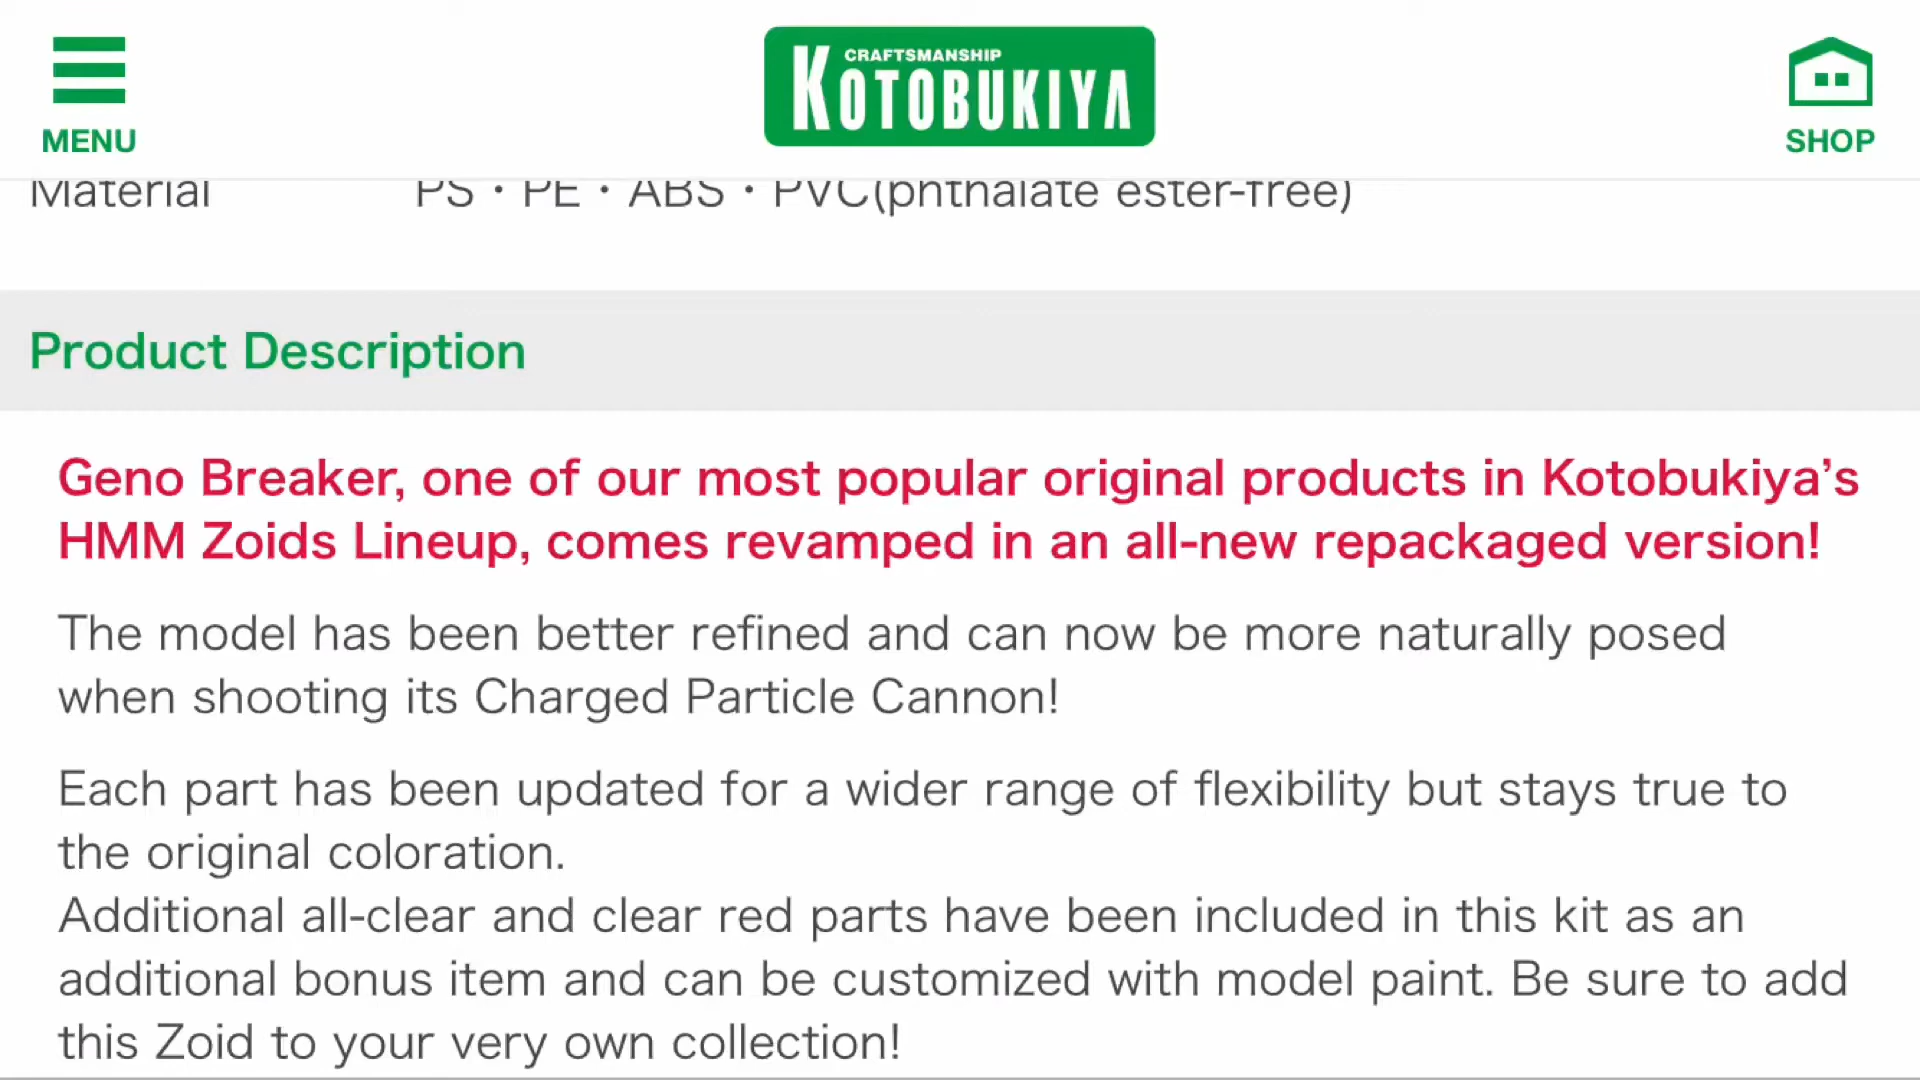 MENU
CRAFTSMANSHIP
KOTOBUKIYA
SHOP
Material PS・PE・ABS・PVC(phthalate ester-free)
Product Description
Geno Breaker, one of our most popular original products in Kotobukiya’s
HMM Zoids Lineup, comes revamped in an all-new repackaged version!
The model has been better refined and can now be more naturally posed
when shooting its Charged Particle Cannon!
Each part has been updated for a wider range of flexibility but stays true to
the original coloration.
Additional all-clear and clear red parts have been included in this kit as an
additional bonus item and can be customized with model paint. Be sure to add
this Zoid to your very own collection!